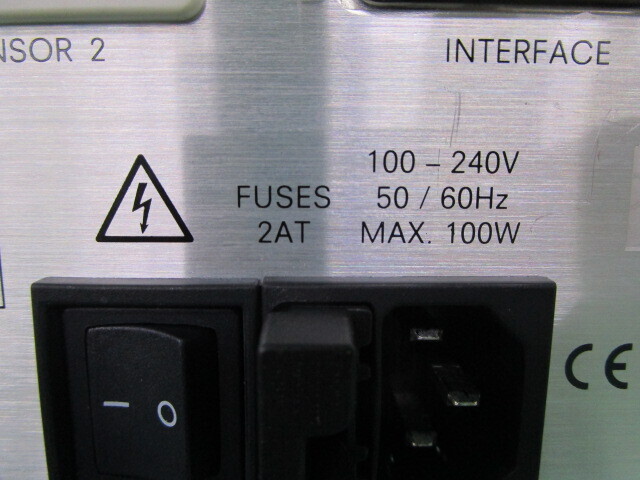 NSOR 2
INTERFACE
100 – 240V
FUSES 50 / 60Hz
2AT MAX. 100W
CE
I O